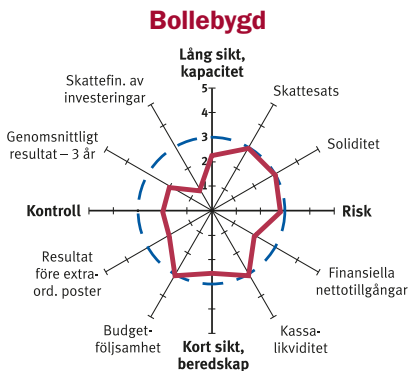 Bollebygd
Lång sikt,
kapacitet
Skattefin. av
investeringar
Skattesats
Genomsnittligt
resultat – 3 år
Soliditet
5
4
3
2
1
Kontroll
Risk
Resultat
före extra-
ord. poster
Finansiella
nettotillgångar
Budget-
följsamhet
Kassa-
likviditet
Kort sikt,
beredskap